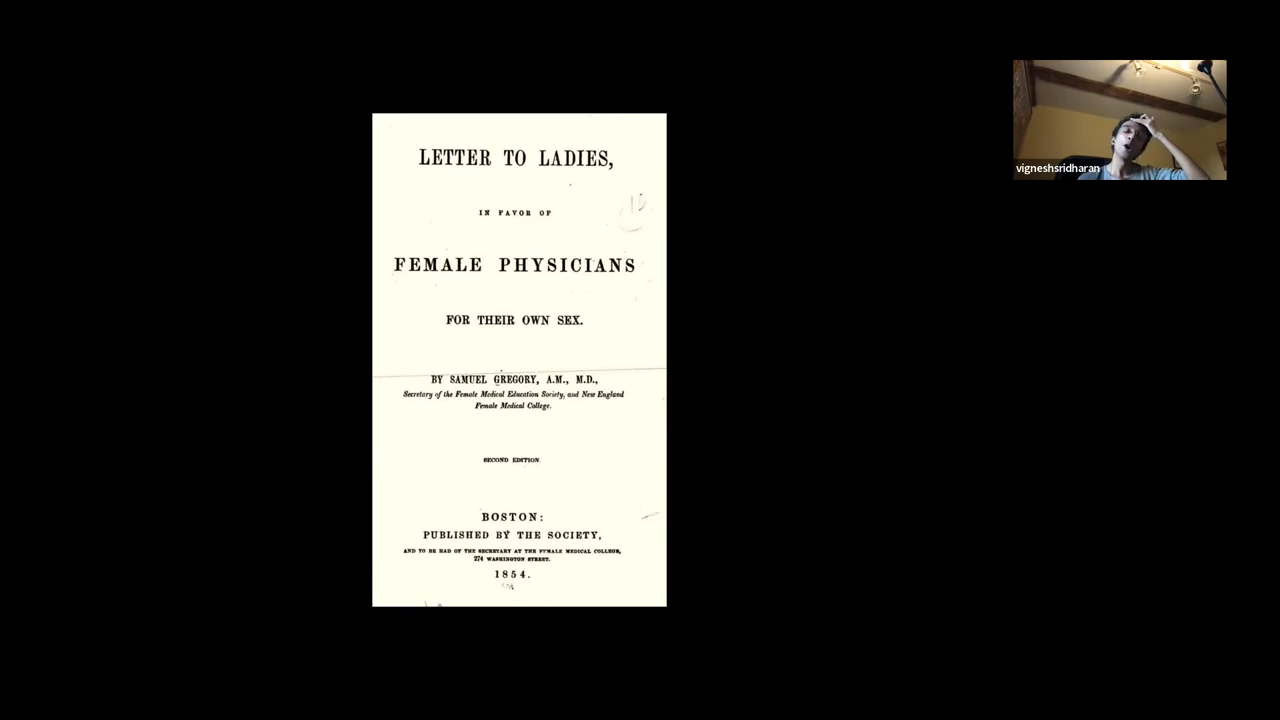 LETTER TO LADIES,
IN FAVOR OF
FEMALE PHYSICIANS
FOR THEIR OWN SEX.
BY SAMUEL GREGORY, A.M., M.D.,
Secretary of the Female Medical Education Society, and New England
Female Medical College.
SECOND EDITION.
BOSTON:
PUBLISHED BY THE SOCIETY,
AND TO BE HAD OF THE SECRETARY AT THE FEMALE MEDICAL COLLEGE,
274 WASHINGTON STREET.
1854.
vigneshsridharan